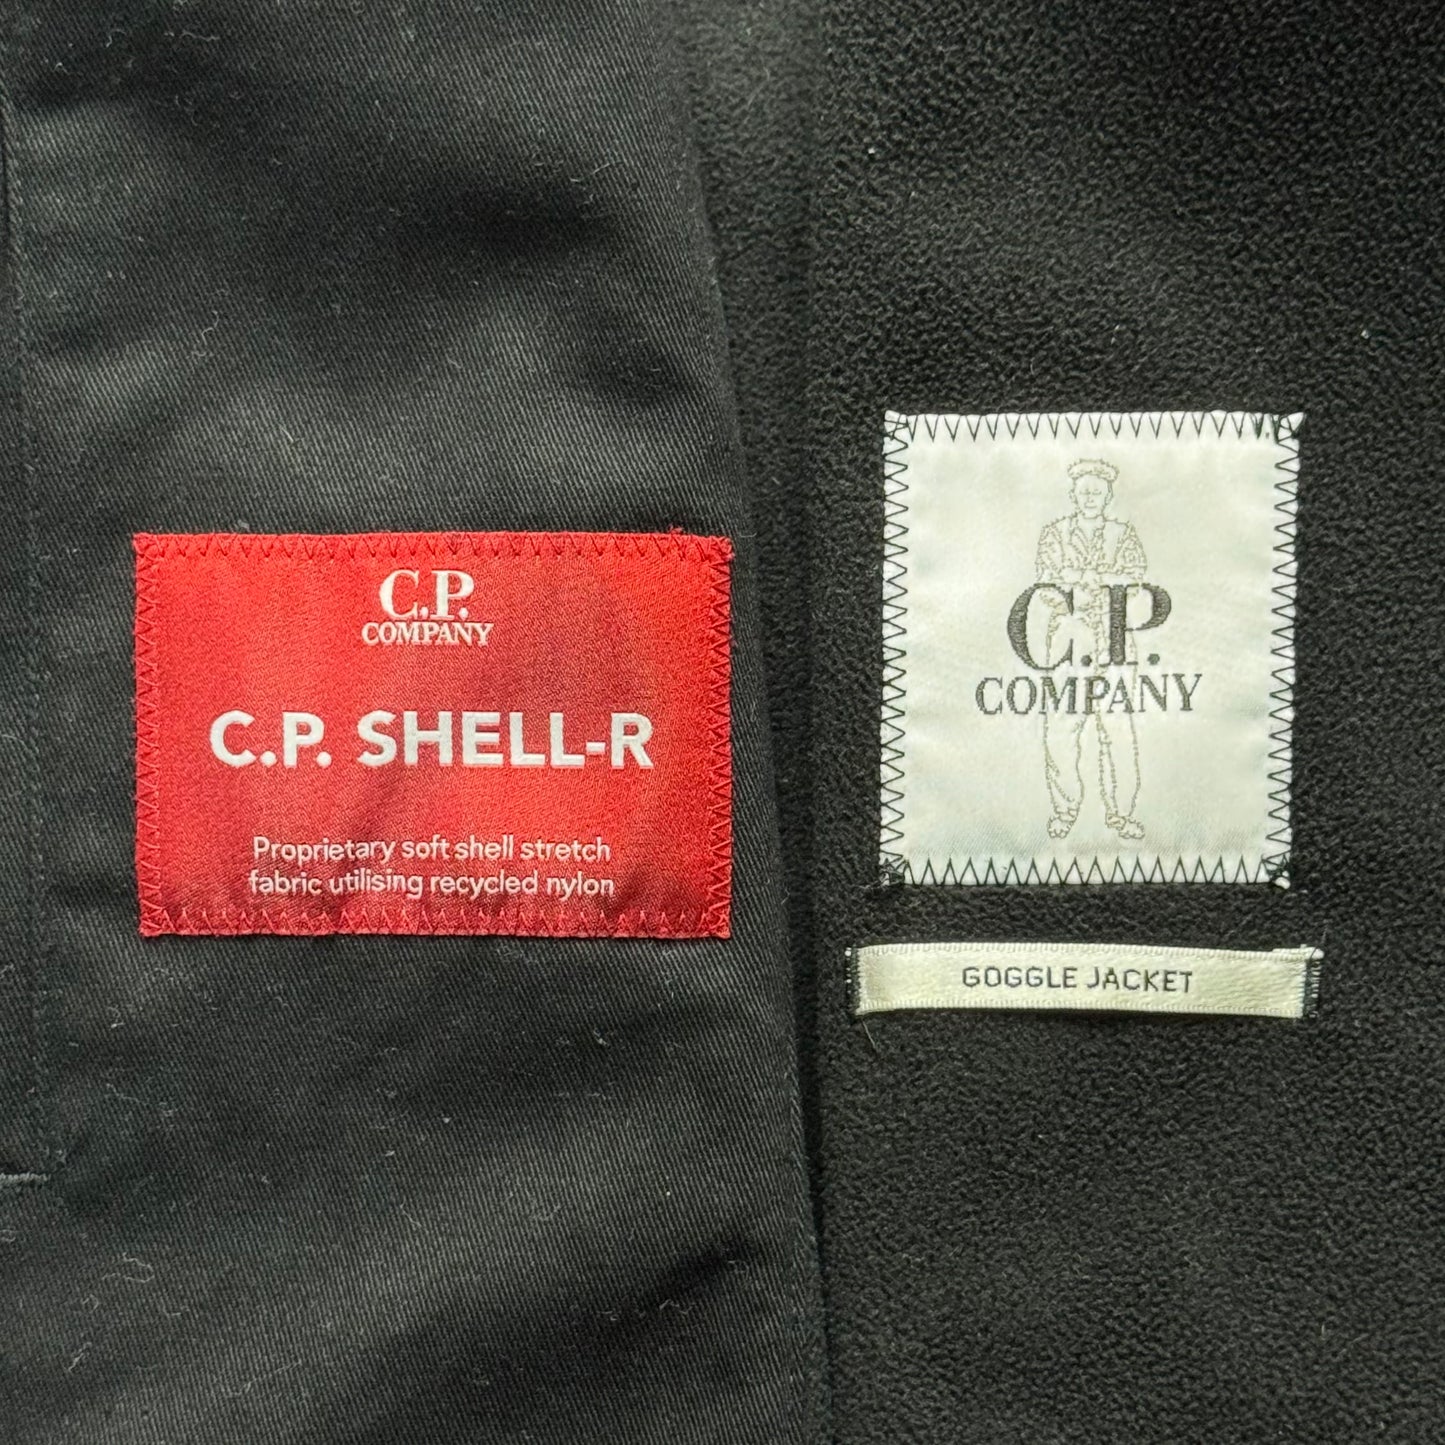 C.P.
COMPANY
C.P. SHELL-R
Proprietary soft shell stretch
fabric utilising recycled nylon
C.P.
COMPANY
GOGGLE JACKET